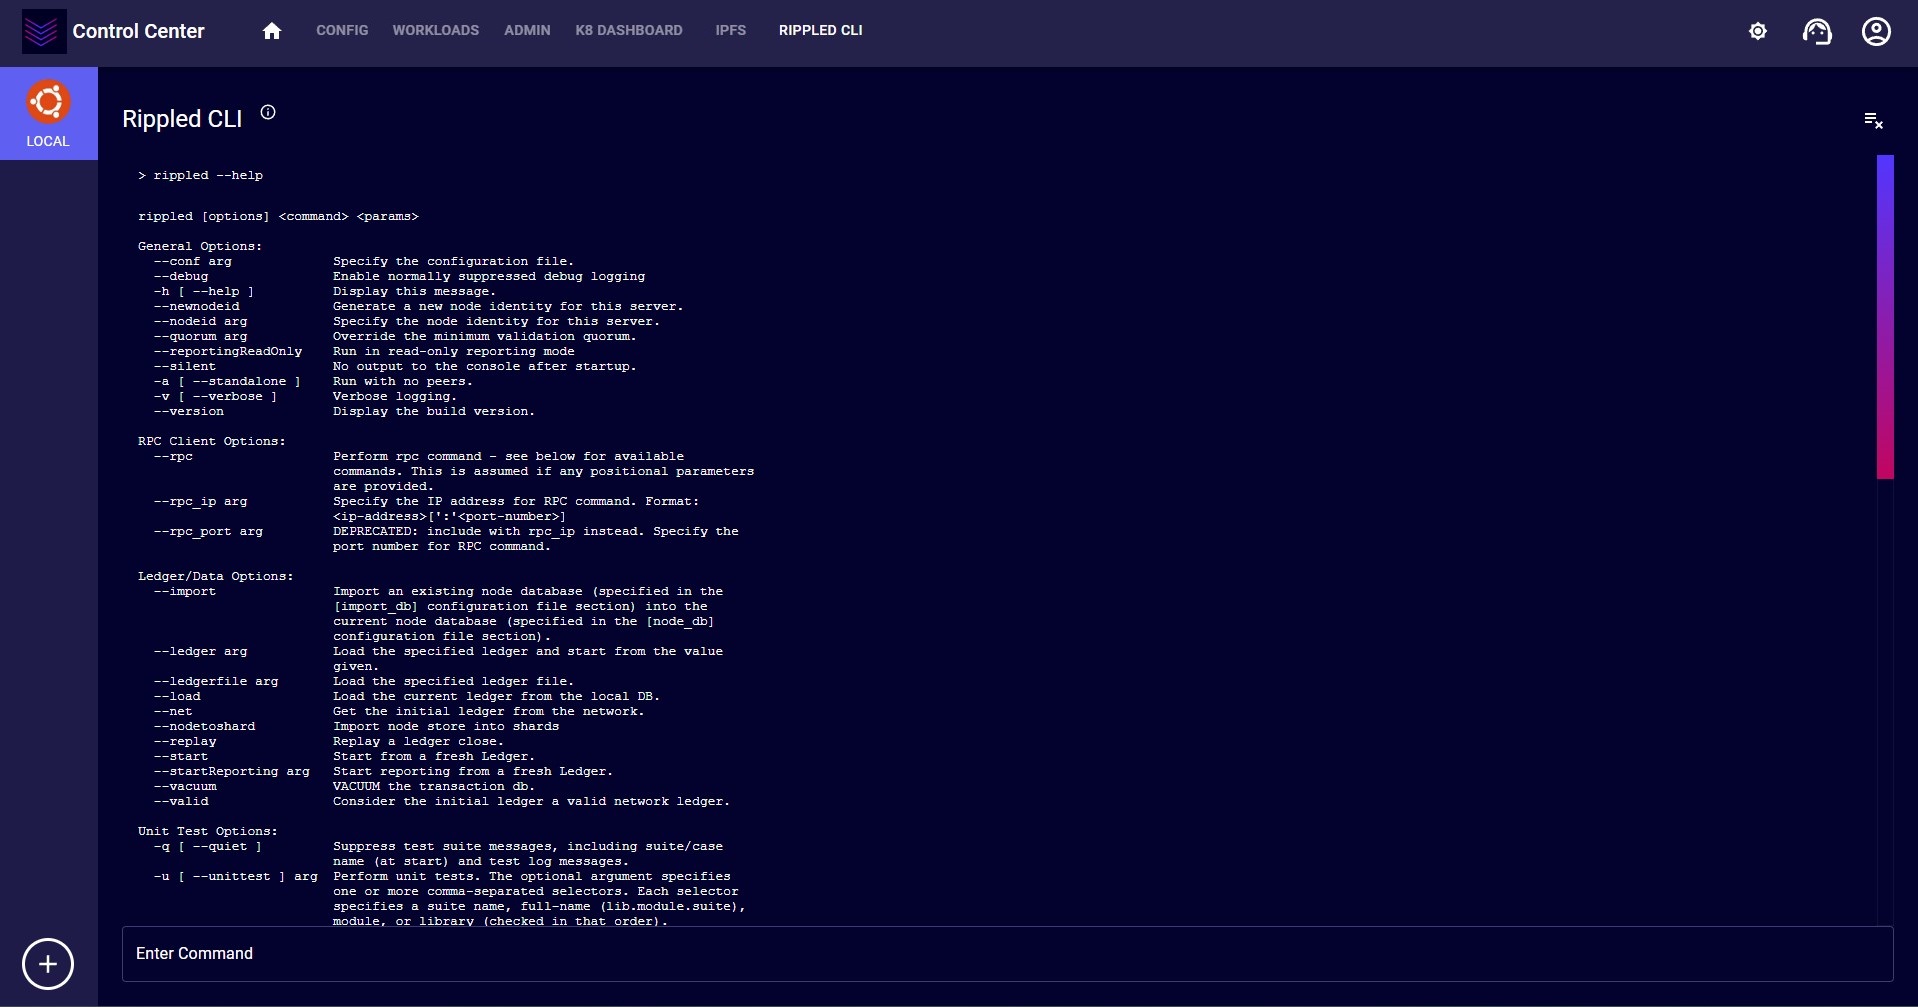 Control Center
CONFIG WORKLOADS ADMIN K8 DASHBOARD IPFS RIPPLED CLI
LOCAL
Rippled CLI
> rippled --help
rippled [options] <command> <params>
General Options:
--conf arg Specify the configuration file.
--debug Enable normally suppressed debug logging
-h [ --help ] Display this message.
--newnodeid Generate a new node identity for this server.
--nodeid arg Specify the node identity for this server.
--quorum arg Override the minimum validation quorum.
--reportingReadOnly Run in read-only reporting mode
--silent No output to the console after startup.
-a [ --standalone ] Run with no peers.
-v [ --verbose ] Verbose logging.
--version Display the build version.
RPC Client Options:
--rpc Perform rpc command - see below for available
commands. This is assumed if any positional parameters
are provided.
--rpc_ip arg Specify the IP address for RPC command. Format:
<ip-address>[':'<port-number>]
--rpc_port arg DEPRECATED: include with rpc_ip instead. Specify the
port number for RPC command.
Ledger/Data Options:
--import Import an existing node database (specified in the
[import_db] configuration file section) into the
current node database (specified in the [node_db]
configuration file section).
--ledger arg Load the specified ledger and start from the value
given.
--ledgerfile arg Load the specified ledger file.
--load Load the current ledger from the local DB.
--net Get the initial ledger from the network.
--nodetoshard Import node store into shards
--replay Replay a ledger close.
--start Start from a fresh Ledger.
--startReporting arg Start reporting from a fresh Ledger.
--vacuum VACUUM the transaction db.
--valid Consider the initial ledger a valid network ledger.
Unit Test Options:
-q [ --quiet ] Suppress test suite messages, including suite/case
name (at start) and test log messages.
-u [ --unittest ] arg Perform unit tests. The optional argument specifies
one or more comma-separated selectors. Each selector
specifies a suite name, full-name (lib.module.suite),
module, or library (checked in that order).
Enter Command